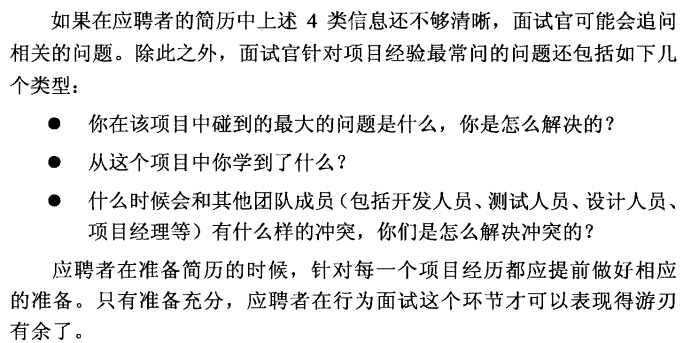 如果在应聘者的简历中上述 4 类信息还不够清晰，面试官可能会追问
相关的问题。除此之外，面试官针对项目经验最常问的问题还包括如下几
个类型：
● 你在该项目中碰到的最大的问题是什么，你是怎么解决的？
● 从这个项目中你学到了什么？
● 什么时候会和其他团队成员（包括开发人员、测试人员、设计人员、
项目经理等）有什么样的冲突，你们是怎么解决冲突的？
应聘者在准备简历的时候，针对每一个项目经历都应提前做好相应
的准备。只有准备充分，应聘者在行为面试这个环节才可以表现得游刃
有余了。